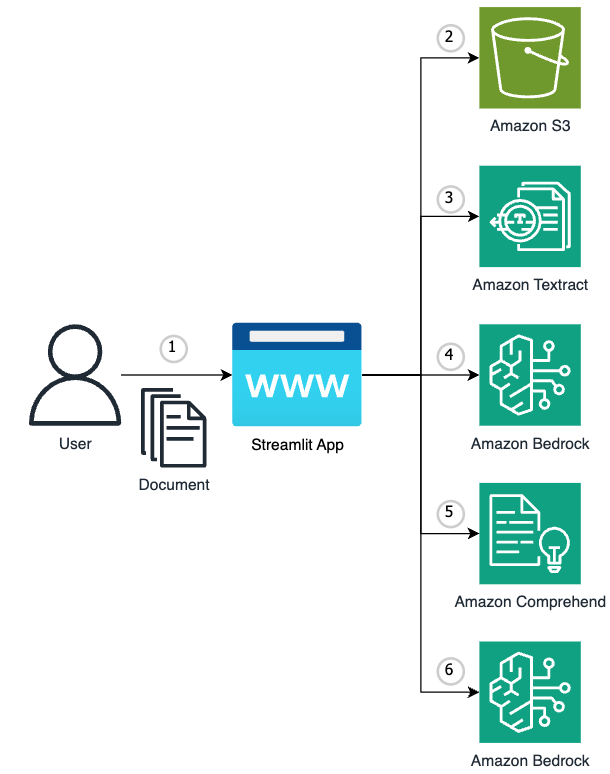 2
Amazon S3
3
Amazon Textract
1
WWW
User
Document
Streamlit App
4
Amazon Bedrock
5
Amazon Comprehend
6
Amazon Bedrock